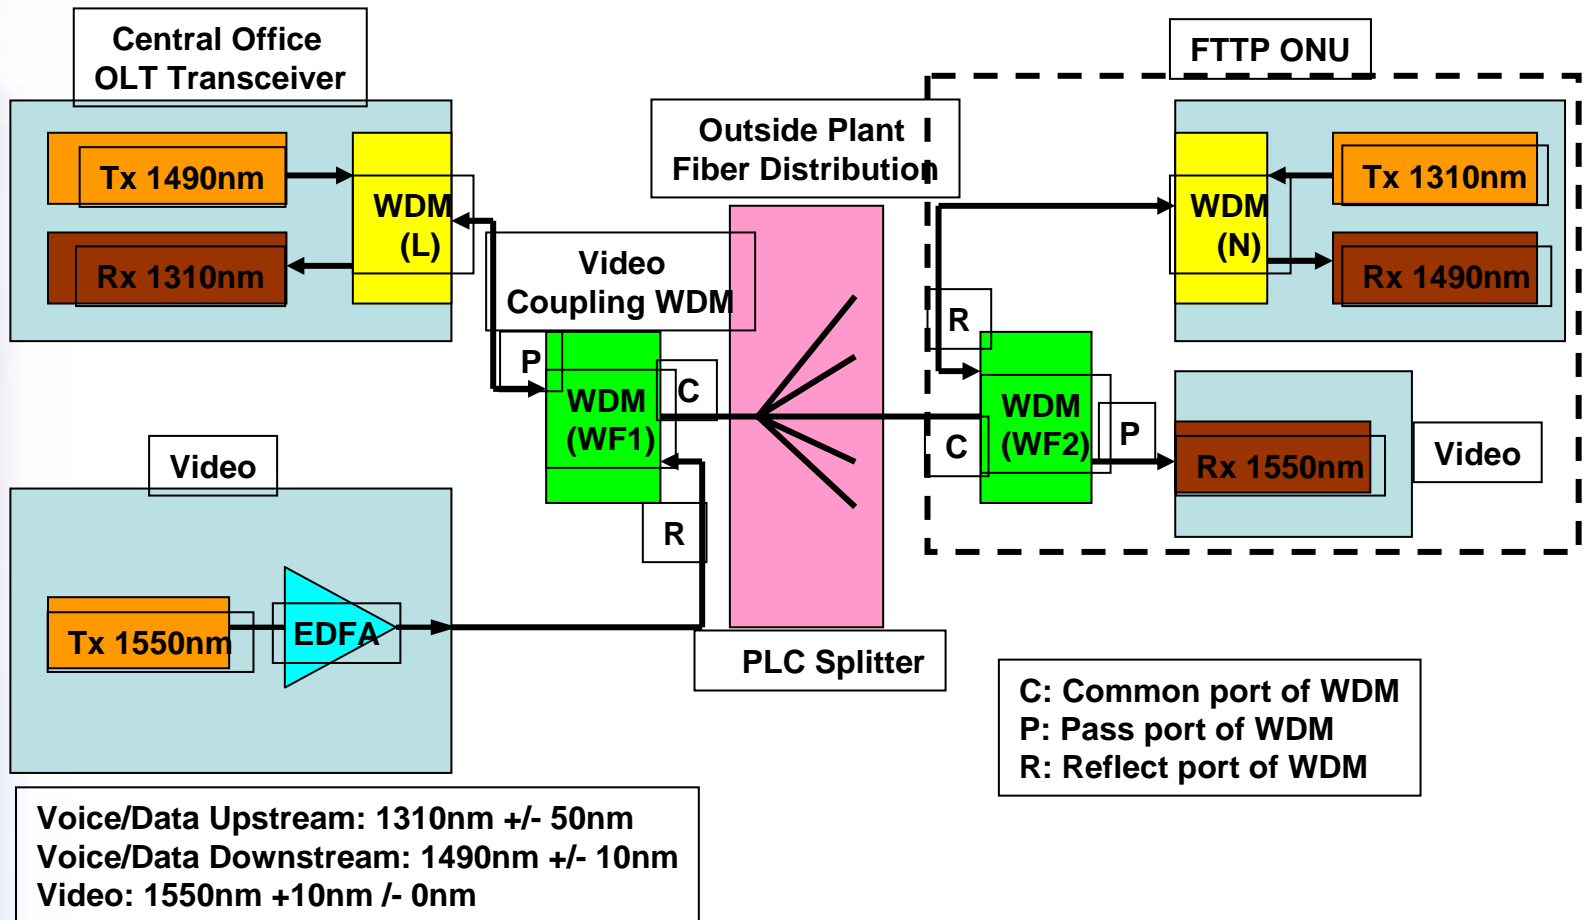 Central Office
OLT Transceiver
FTTP ONU
Outside Plant
Fiber Distribution
Tx 1490nm
Rx 1310nm
WDM
(L)
Video
Coupling WDM
P
C
WDM
(WF1)
R
Video
Tx 1550nm
EDFA
PLC Splitter
WDM
(N)
Tx 1310nm
Rx 1490nm
R
WDM
(WF2)
C
P
Rx 1550nm
Video
C: Common port of WDM
P: Pass port of WDM
R: Reflect port of WDM
Voice/Data Upstream: 1310nm +/- 50nm
Voice/Data Downstream: 1490nm +/- 10nm
Video: 1550nm +10nm /- 0nm